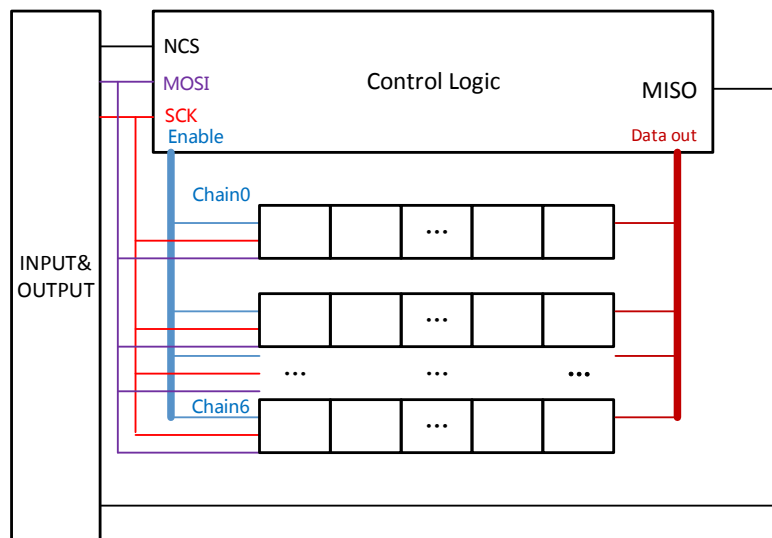 NCS
MOSI
Control Logic
MISO
SCK
Enable
Data out
Chain0
...
INPUT&
OUTPUT
...
... ... ...
Chain6
...